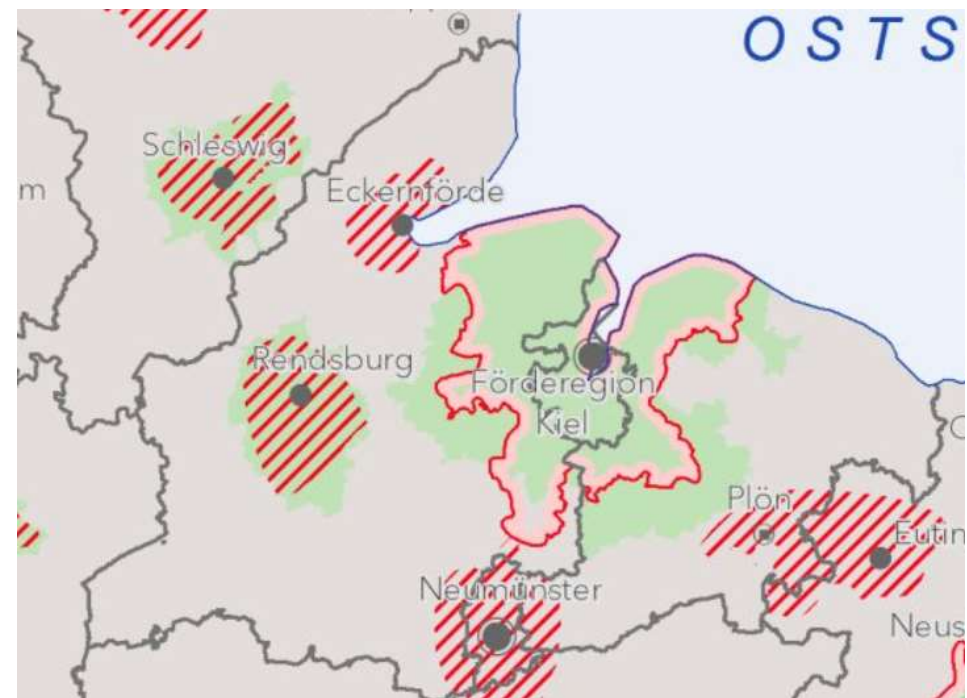 OSTS
Schleswig
m
Eckernförde
Rendsburg
Förderegion
Kiel
Plön
Eutin
Neumünster
Neus